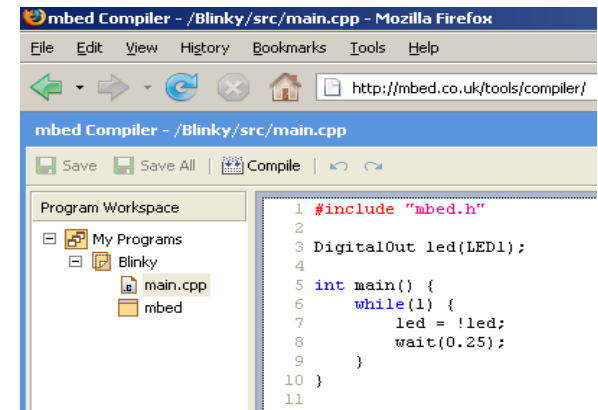 mbed Compiler - /Blinky/src/main.cpp - Mozilla Firefox
File Edit View History Bookmarks Tools Help
http://mbed.co.uk/tools/compiler/
mbed Compiler - /Blinky/src/main.cpp
Save Save All Compile
Program Workspace
My Programs
Blinky
main.cpp
mbed
1 #include "mbed.h"
2
3 DigitalOut led(LED1);
4
5 int main() {
6 while(1) {
7 led = !led;
8 wait(0.25);
9 }
10 }
11